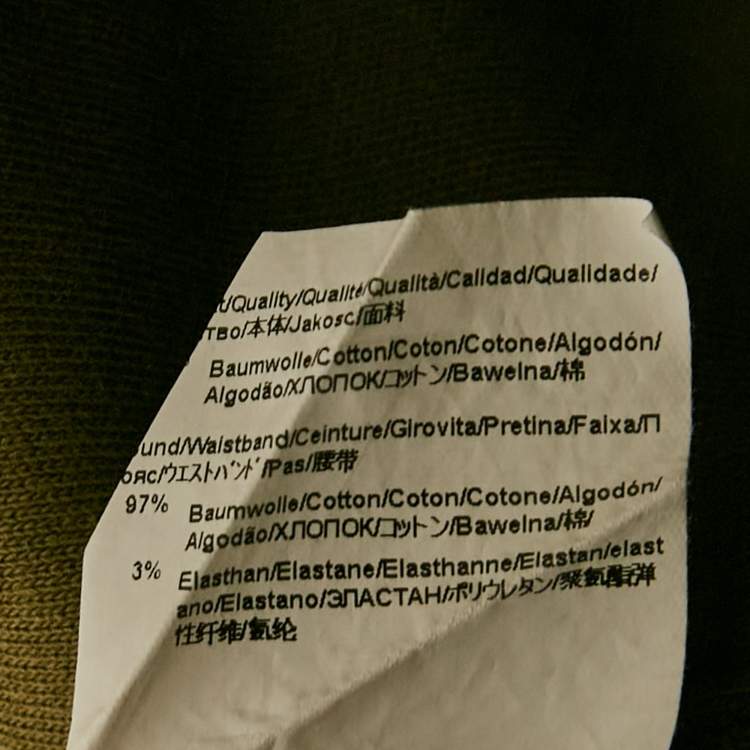 t/Quality/Qualité/Qualità/Calidad/Qualidade/
тво/本体/Jakosc/面料
Baumwolle/Cotton/Coton/Cotone/Algodón/
Algodão/ХЛОПОК/コットン/Bawelna/棉
und/Waistband/Ceinture/Girovita/Pretina/Faixa/П
ояс/ウエストバンド/Pas/腰带
97% Baumwolle/Cotton/Coton/Cotone/Algodón/
Algodão/ХЛОПОК/コットン/Bawelna/棉/
3% Elasthan/Elastane/Elasthanne/Elastan/elast
ano/Elastano/ЭЛАСТАН/ポリウレタン/聚氨酯弹
性纤维/氨纶